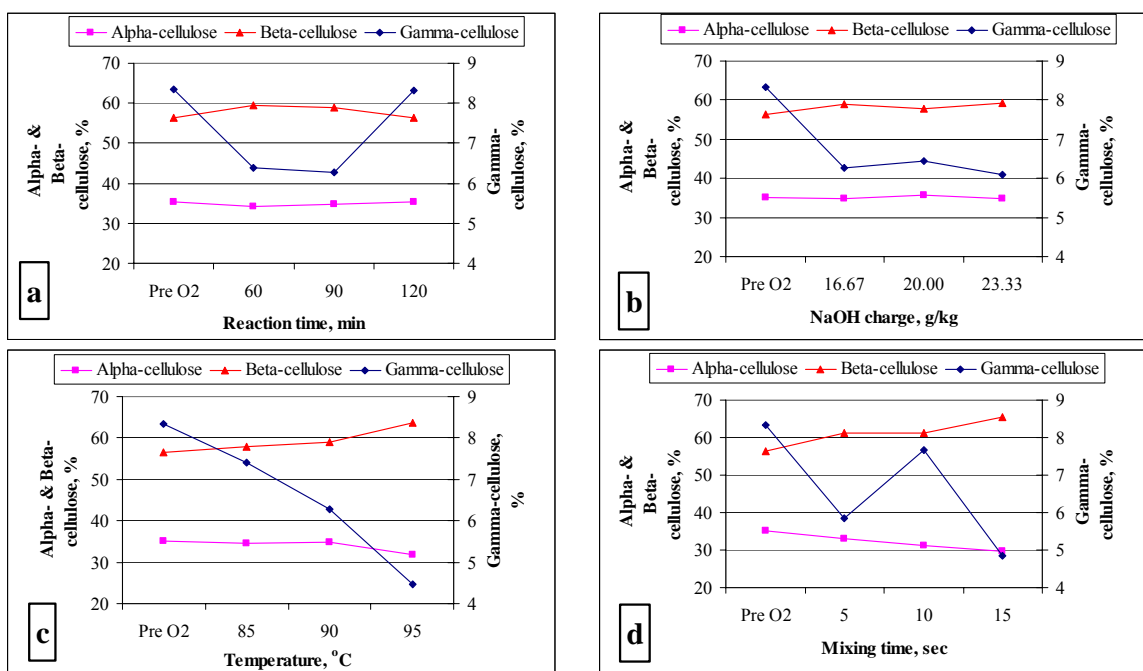 Alpha-cellulose Beta-cellulose Gamma-cellulose
70
60
50
40
30
20
9
8
7
6
5
4
Alpha- &
Beta-
cellulose, %
Gamma-
cellulose, %
Pre O2 60 90 120
Reaction time, min
a
Alpha-cellulose Beta-cellulose Gamma-cellulose
70
60
50
40
30
20
9
8
7
6
5
4
Alpha- &
Beta-
cellulose, %
Gamma-
cellulose, %
Pre O2 16.67 20.00 23.33
NaOH charge, g/kg
b
Alpha-cellulose Beta-cellulose Gamma-cellulose
70
60
50
40
30
20
9
8
7
6
5
4
Alpha- & Beta-
cellulose, %
Gamma-cellulose,
%
Pre O2 85 90 95
Temperature, °C
c
Alpha-cellulose Beta-cellulose Gamma-cellulose
70
60
50
40
30
20
9
8
7
6
5
4
Alpha- &
Beta-
cellulose, %
Gamma-
cellulose, %
Pre O2 5 10 15
Mixing time, sec
d